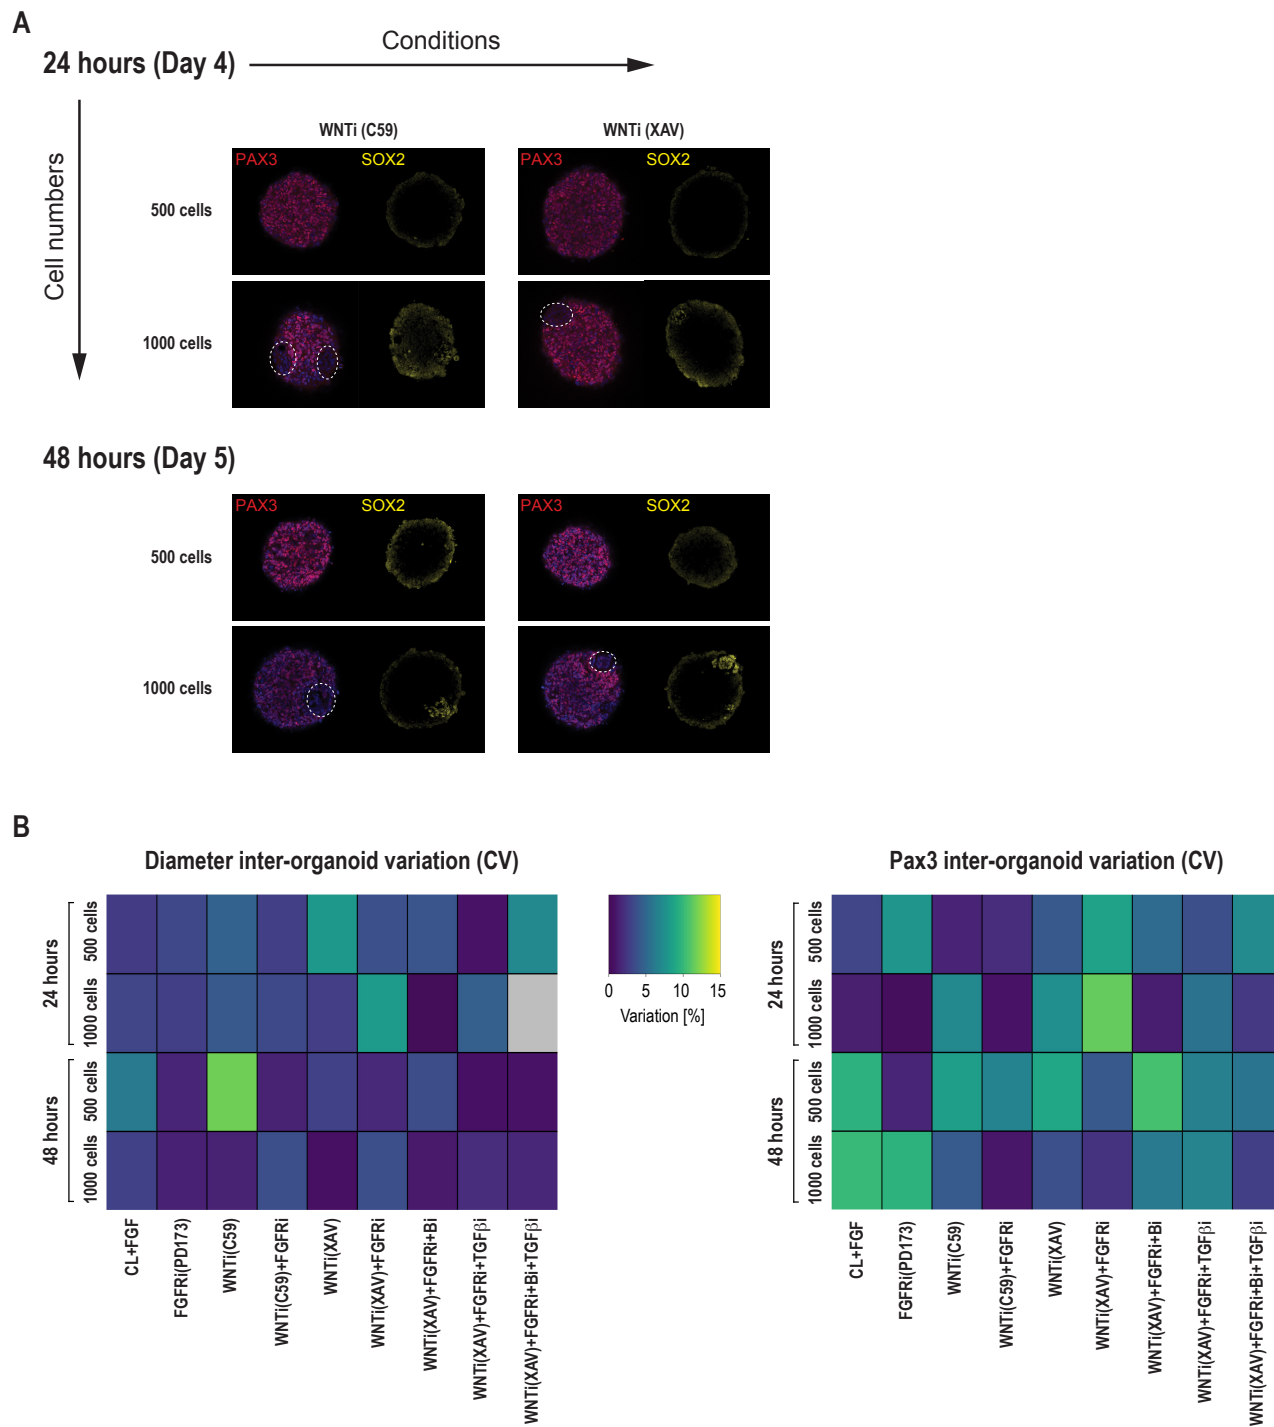 A
Conditions
24 hours (Day 4)
Cell numbers
WNTi (C59)
WNTi (XAV)
PAX3
SOX2
PAX3
SOX2
500 cells
1000 cells
48 hours (Day 5)
PAX3
SOX2
PAX3
SOX2
500 cells
1000 cells
B
Diameter inter-organoid variation (CV)
24 hours
500 cells
1000 cells
48 hours
500 cells
1000 cells
CL+FGF
FGFRi(PD173)
WNTi(C59)
WNTi(C59)+FGFRi
WNTi(XAV)
WNTi(XAV)+FGFRi
WNTi(XAV)+FGFRi+Bi
WNTi(XAV)+FGFRi+TGFβi
WNTi(XAV)+FGFRi+Bi+TGFβi
0 5 10 15
Variation [%]
Pax3 inter-organoid variation (CV)
24 hours
500 cells
1000 cells
48 hours
500 cells
1000 cells
CL+FGF
FGFRi(PD173)
WNTi(C59)
WNTi(C59)+FGFRi
WNTi(XAV)
WNTi(XAV)+FGFRi
WNTi(XAV)+FGFRi+Bi
WNTi(XAV)+FGFRi+TGFβi
WNTi(XAV)+FGFRi+Bi+TGFβi